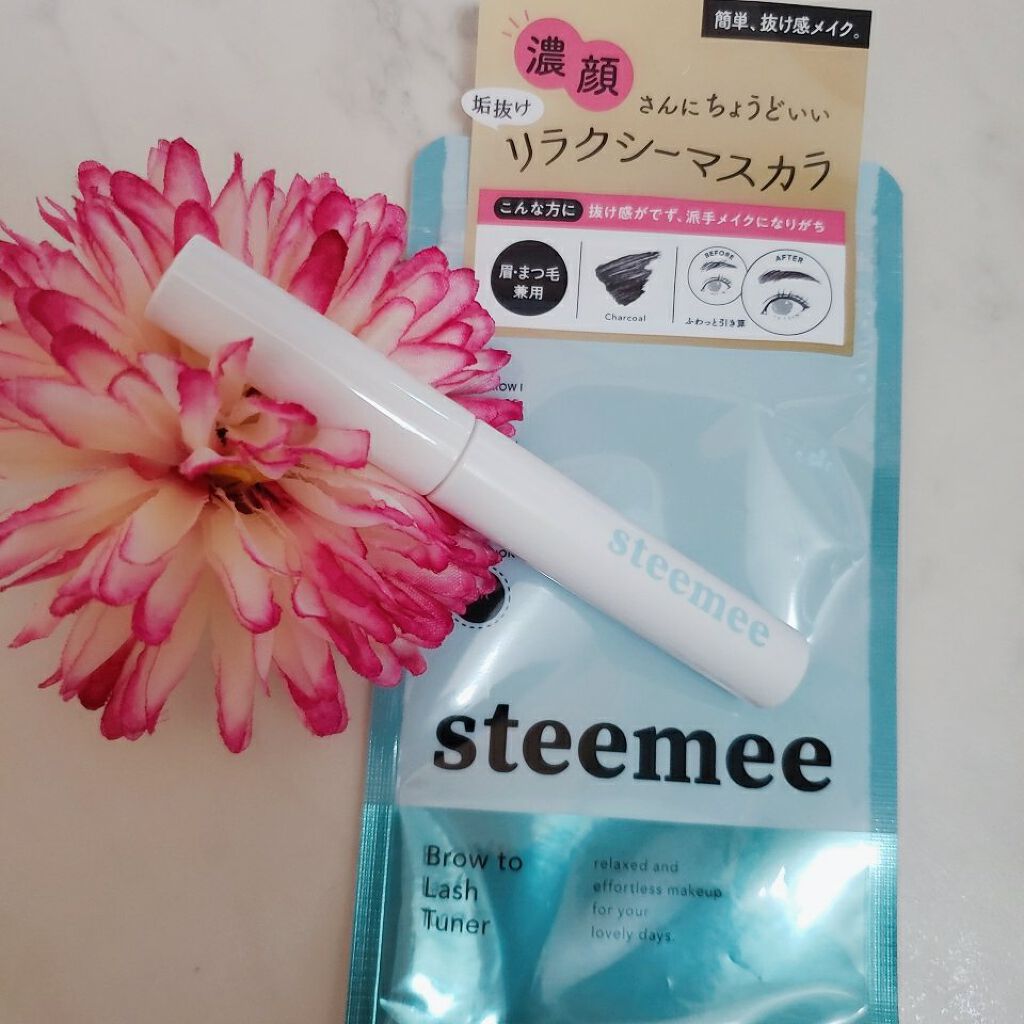 簡単、抜け感メイク。
濃顔
さんにちょうどいい
垢抜け
リラクシーマスカラ
こんな方に 抜け感がでず、派手メイクになりがち
眉・まつ毛
兼用
Charcoal
BEFORE
AFTER
ふわっと引き算
steemee
steemee
Brow to
Lash
Tuner
relaxed and
effortless makeup
for your
lovely days.